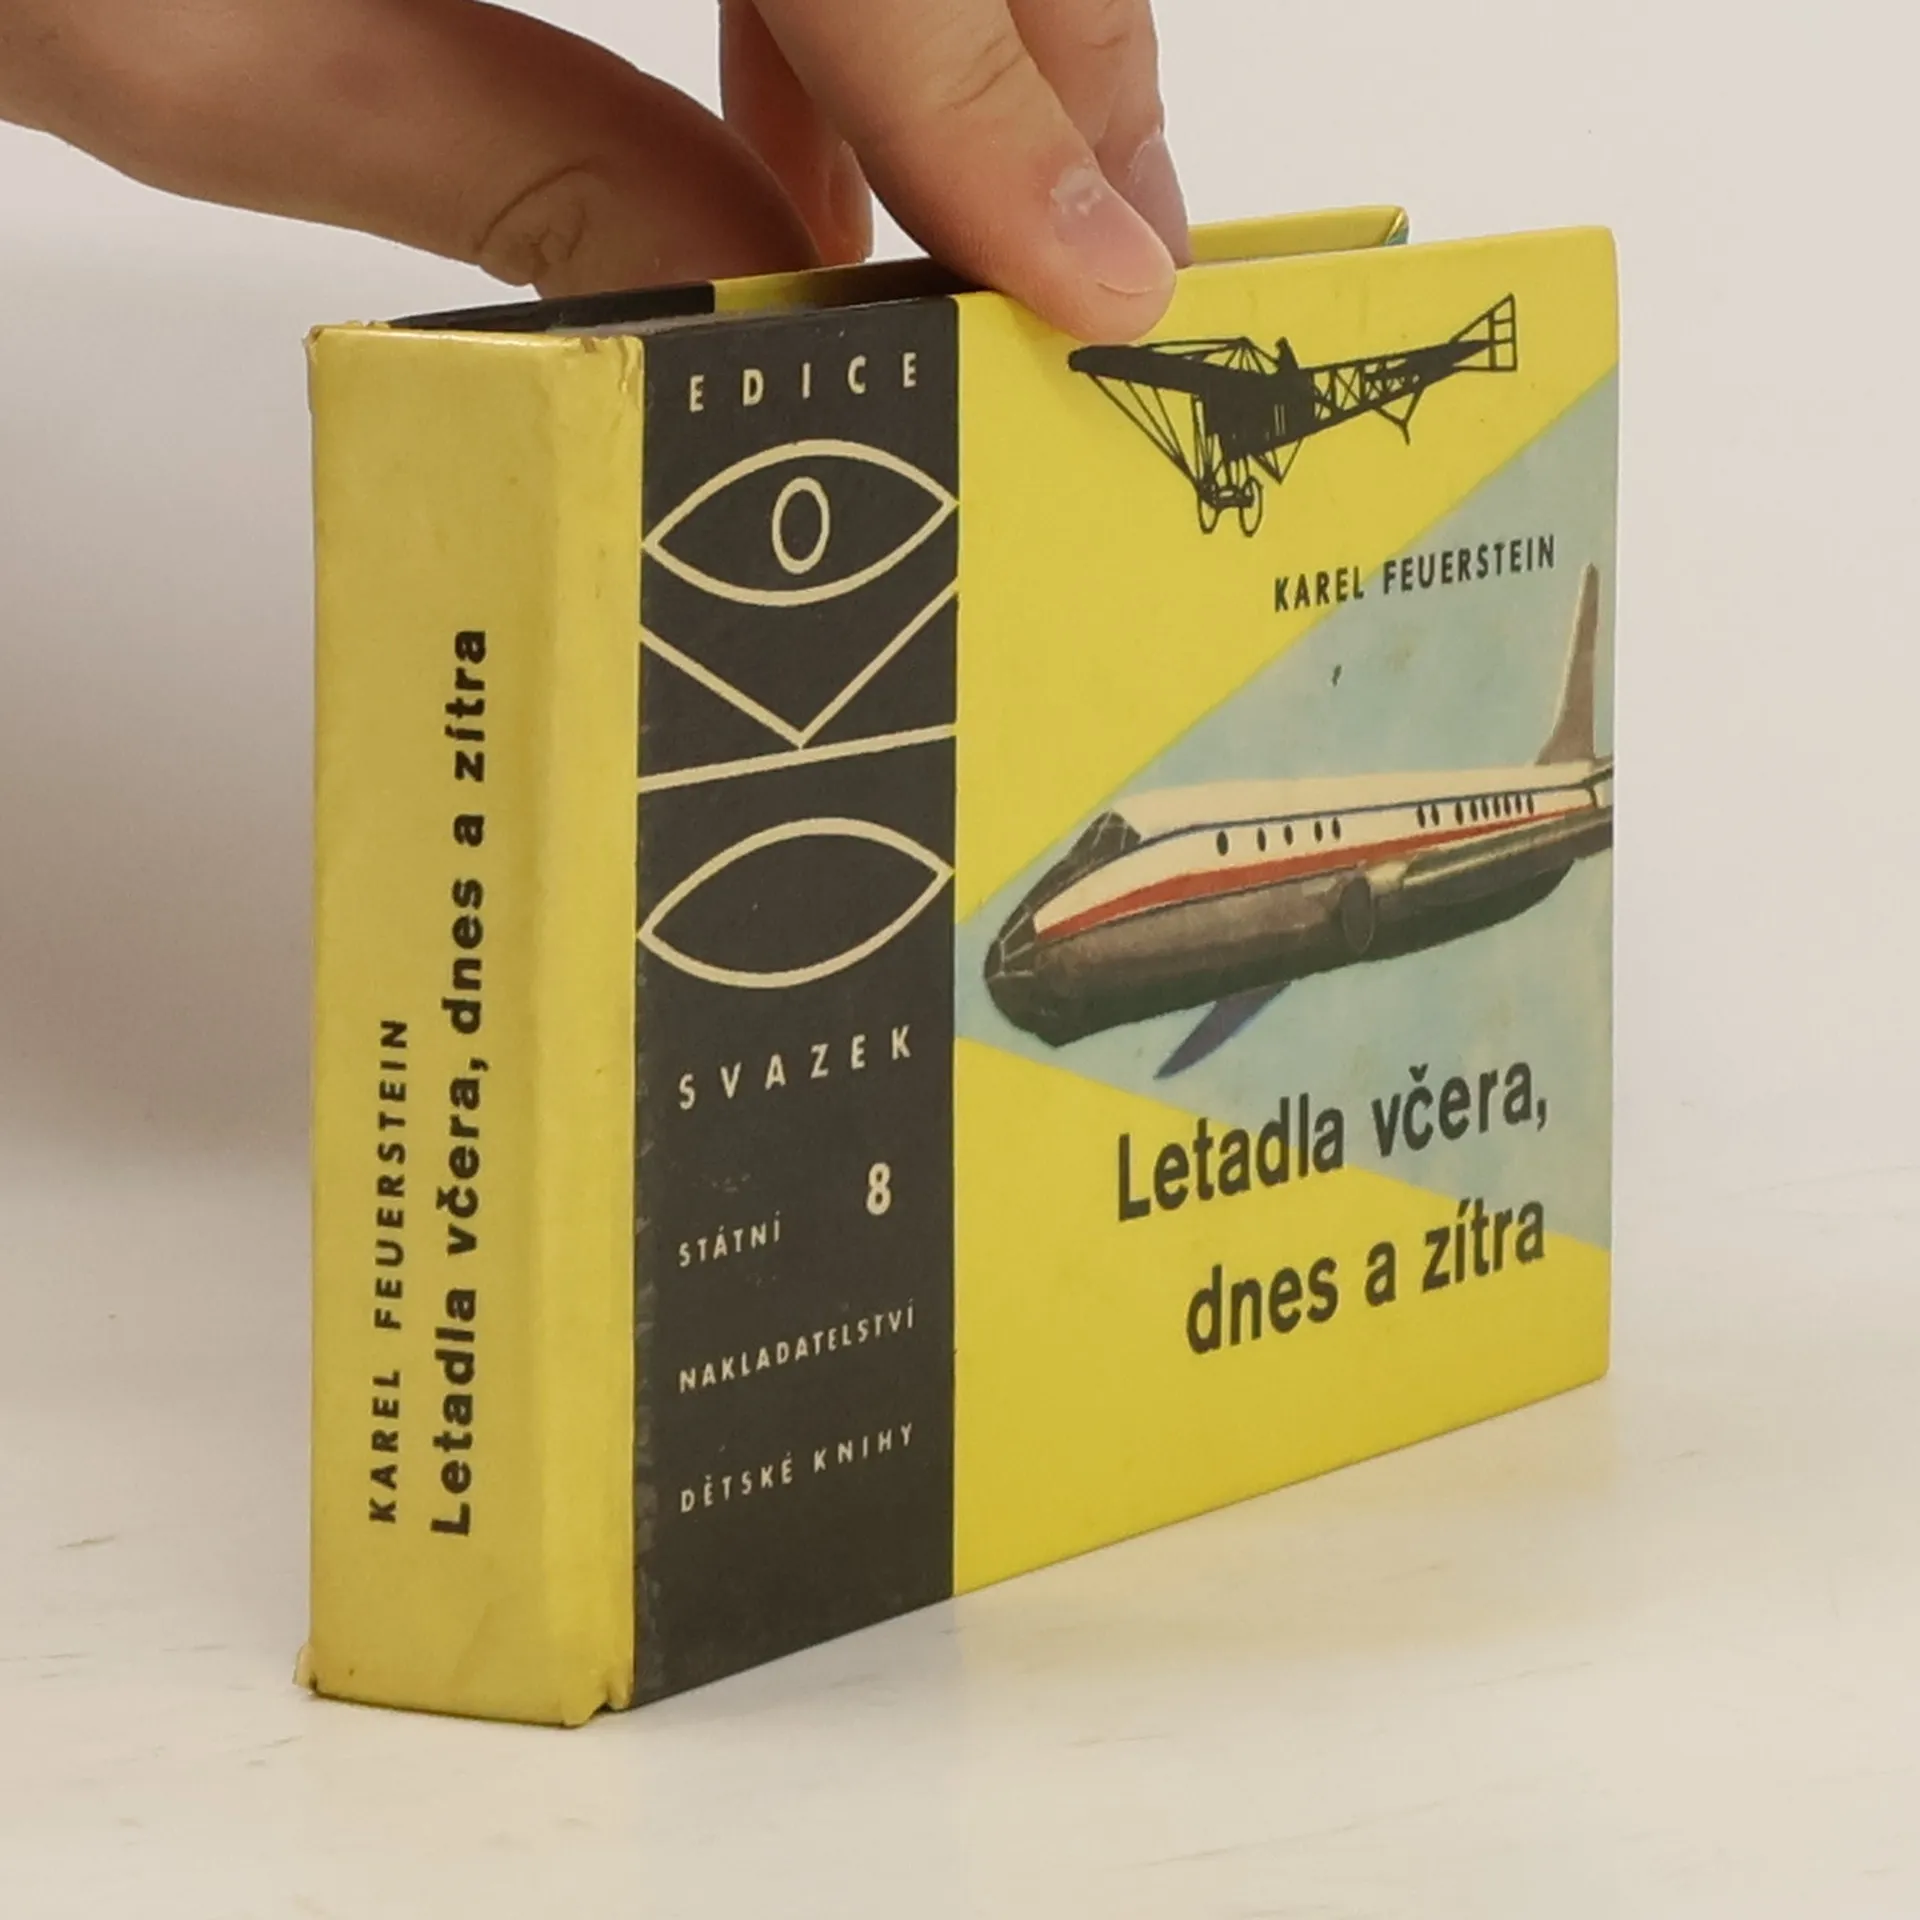 KAREL FEUERSTEIN
Letadla včera, dnes a zítra
EDICE
OKO
SVAZEK
8
STÁTNÍ
NAKLADATELSTVÍ
DĚTSKÉ KNIHY
KAREL FEUERSTEIN
Letadla včera,
dnes a zítra